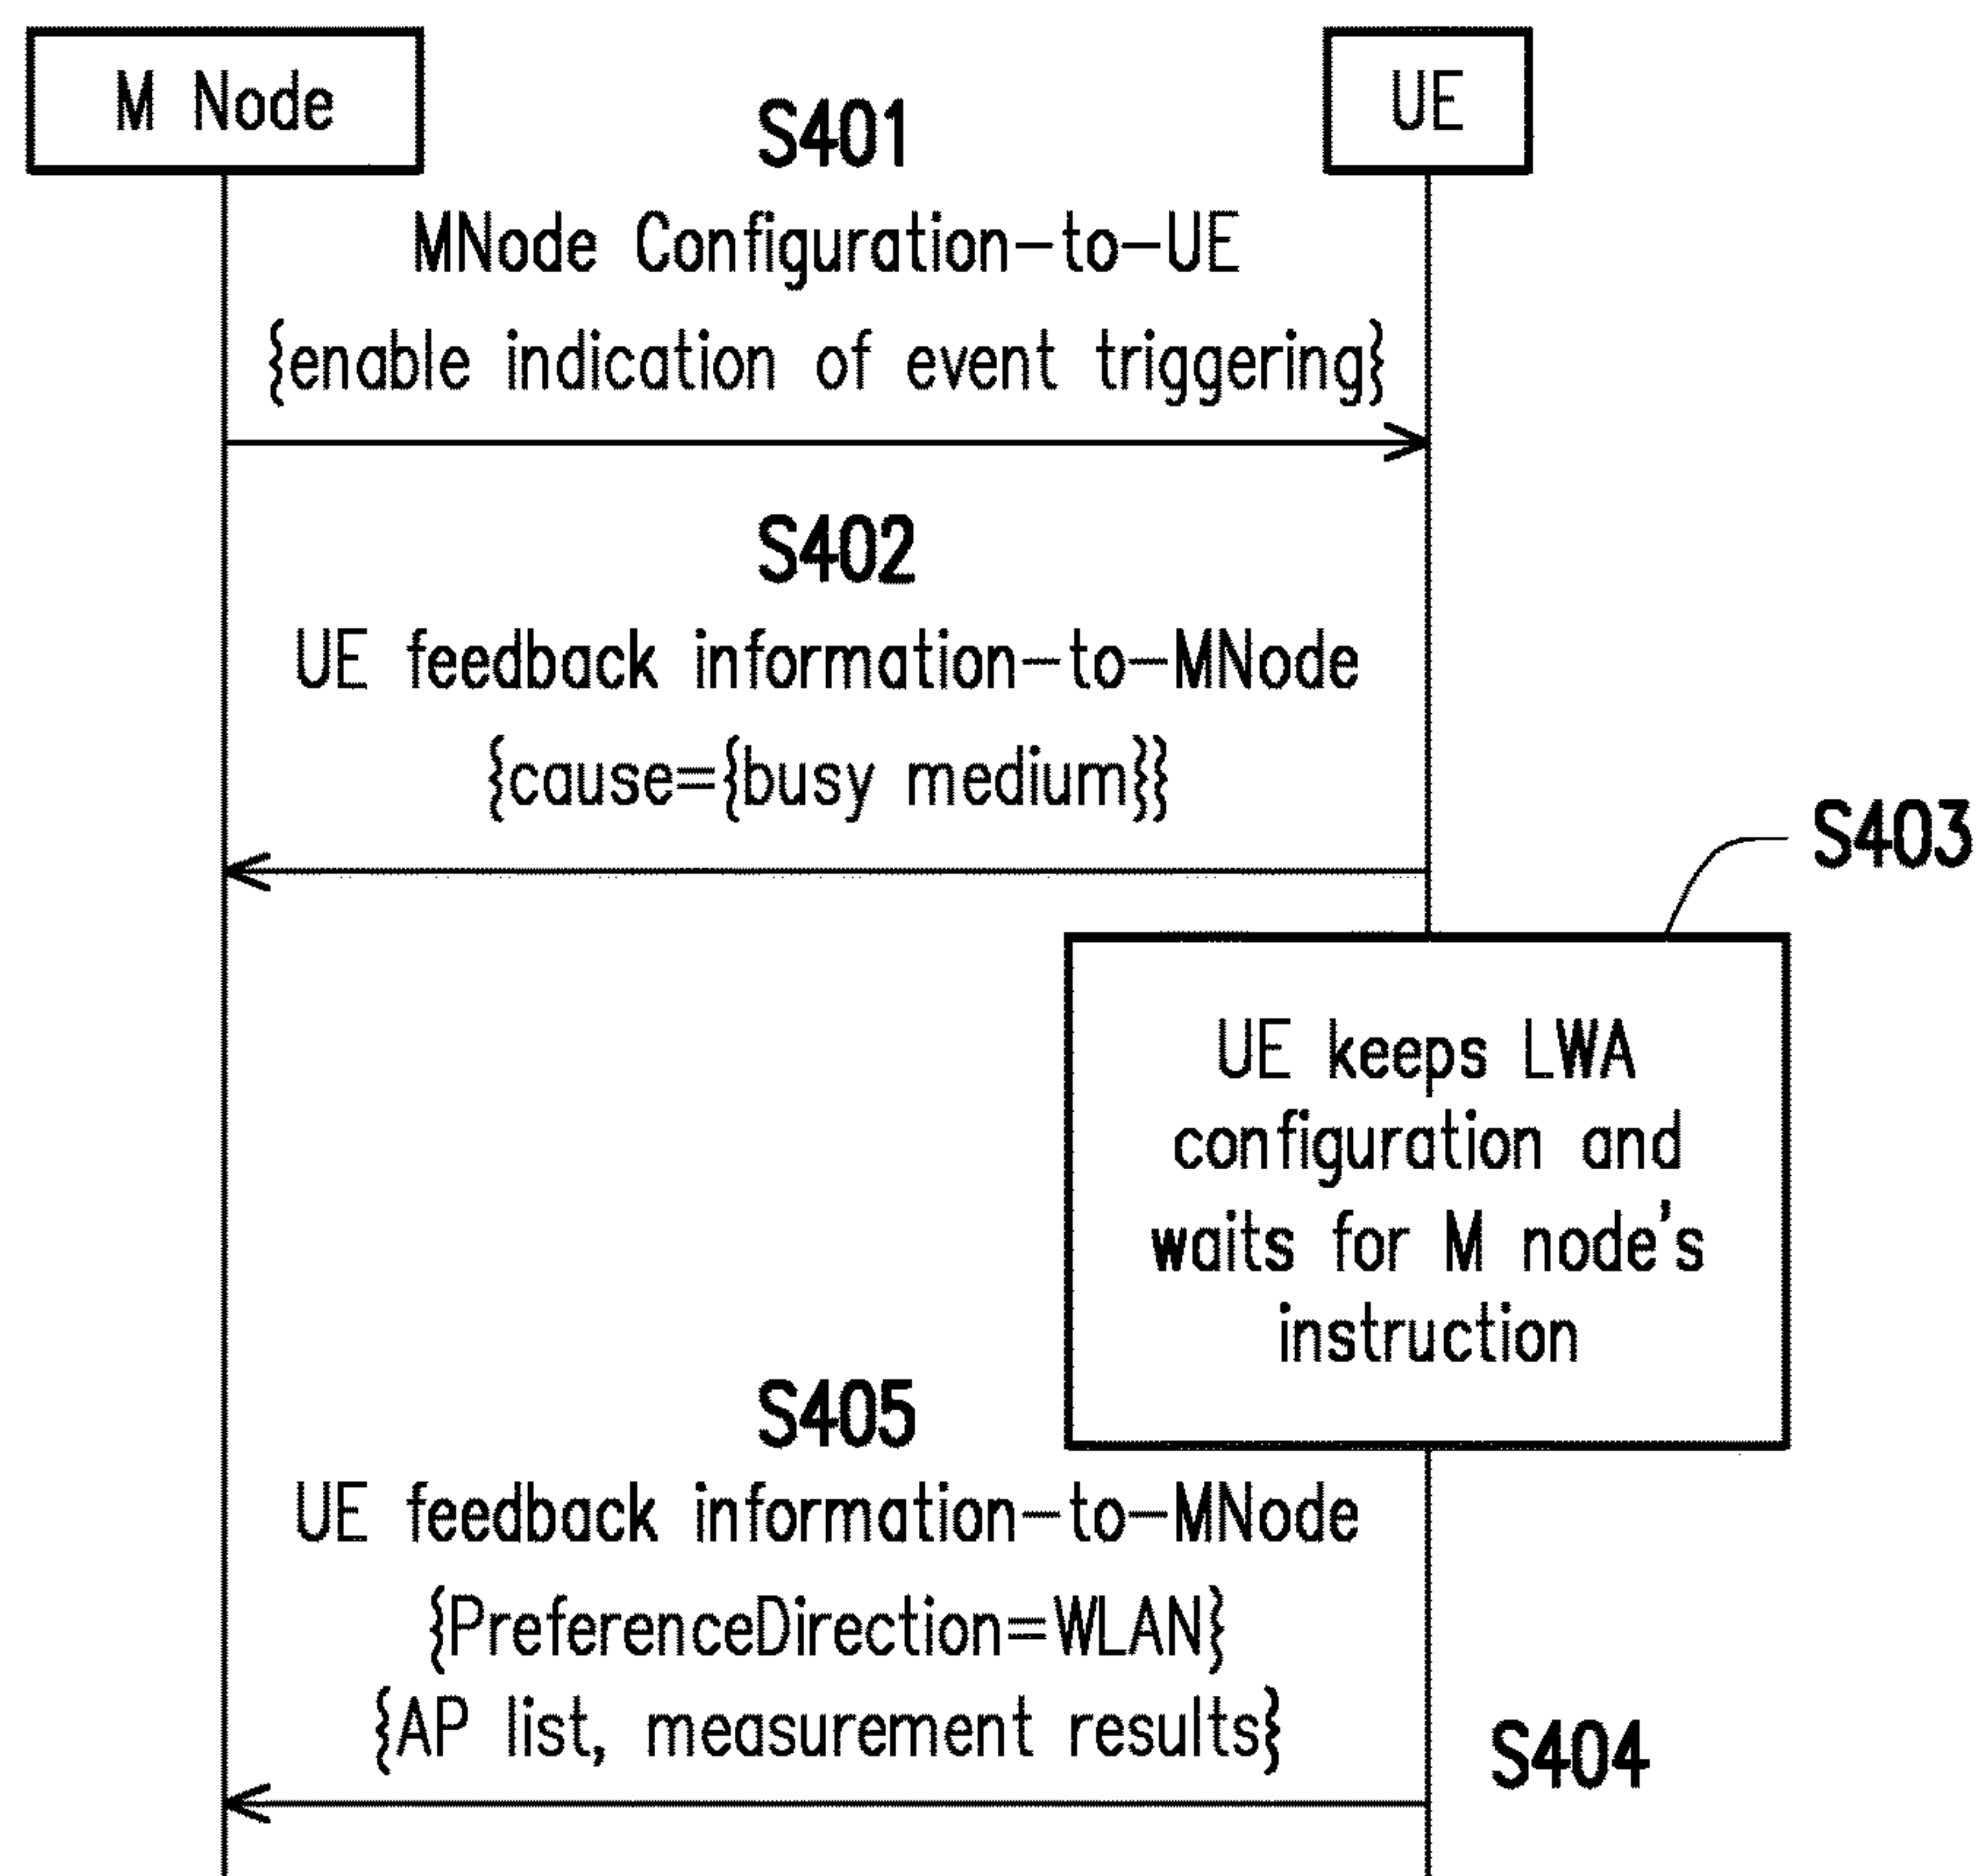 M Node
UE
S401
MNode Configuration-to-UE
{enable indication of event triggering}
S402
UE feedback information-to-MNode
{cause={busy medium}}
S403
UE keeps LWA
configuration and
waits for M node's
instruction
S405
UE feedback information-to-MNode
{PreferenceDirection=WLAN}
{AP list, measurement results}
S404